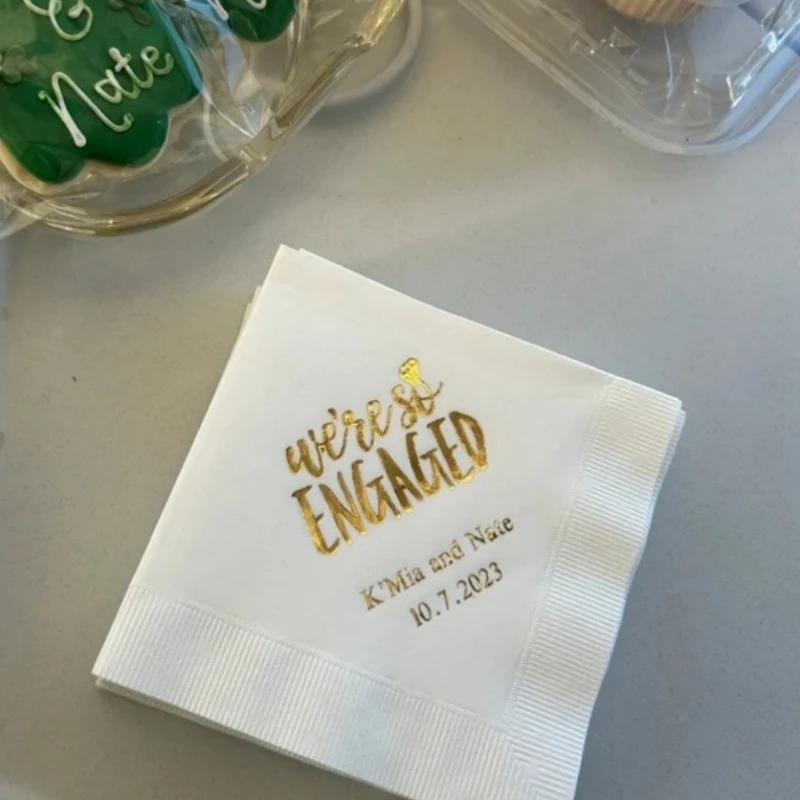 &
Nate
we're so
ENGAGED
K'Mia and Nate
10.7.2023